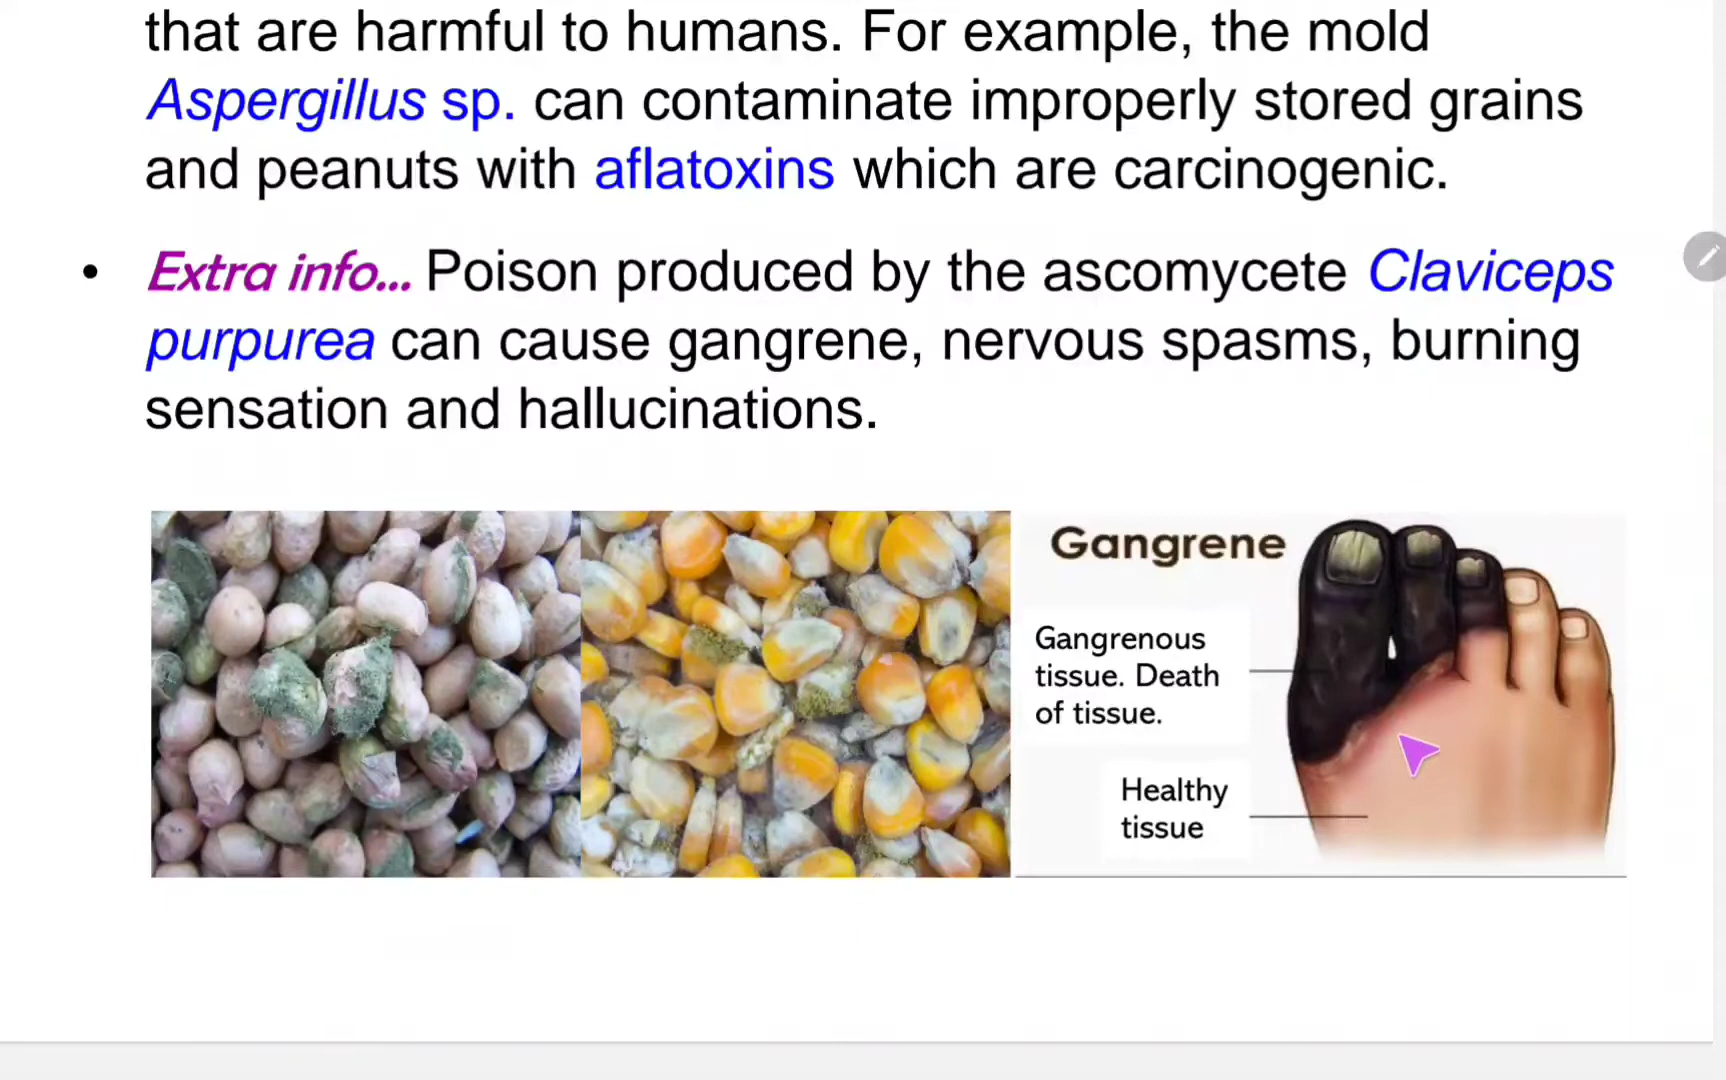 that are harmful to humans. For example, the mold
Aspergillus sp. can contaminate improperly stored grains
and peanuts with aflatoxins which are carcinogenic.
• Extra info... Poison produced by the ascomycete Claviceps
purpurea can cause gangrene, nervous spasms, burning
sensation and hallucinations.
Gangrene
Gangrenous
tissue. Death
of tissue.
Healthy
tissue